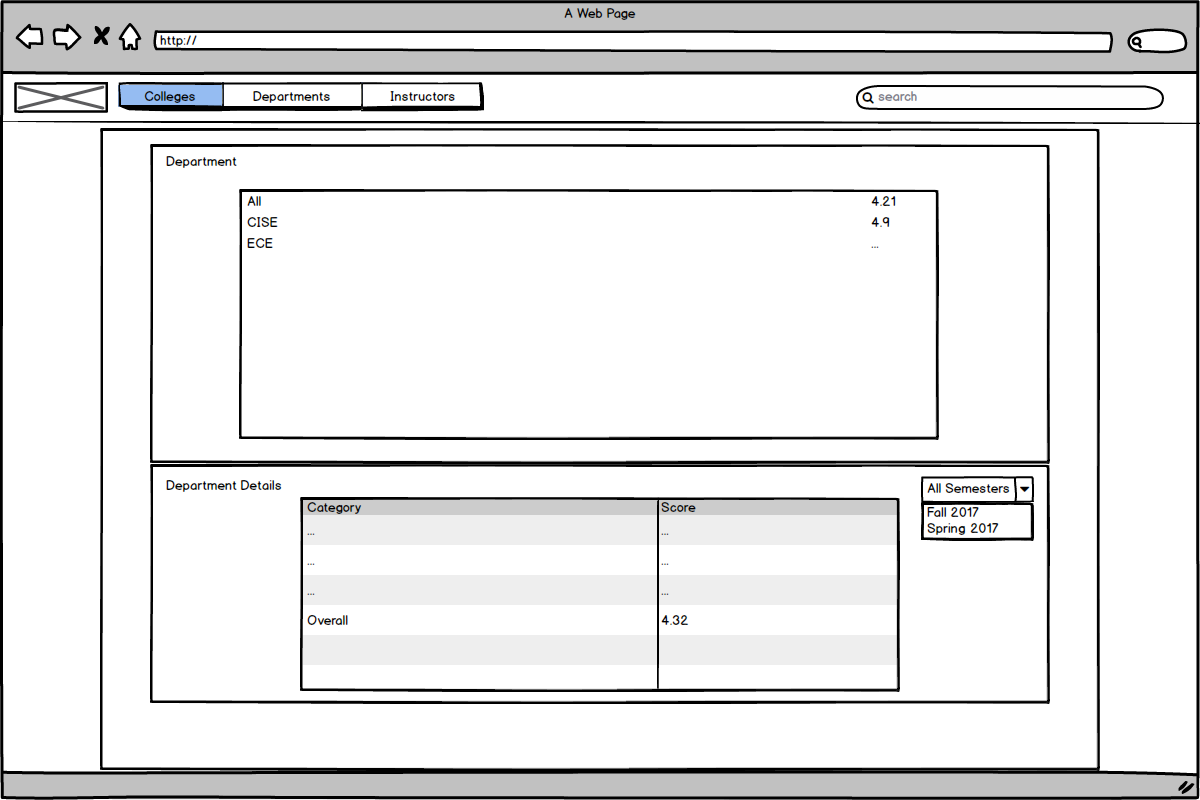 A Web Page
http://
Colleges Departments Instructors
search
Department
All 4.21
CISE 4.9
ECE ...
Department Details
All Semesters
Fall 2017
Spring 2017
Category Score
... ...
... ...
... ...
Overall 4.32